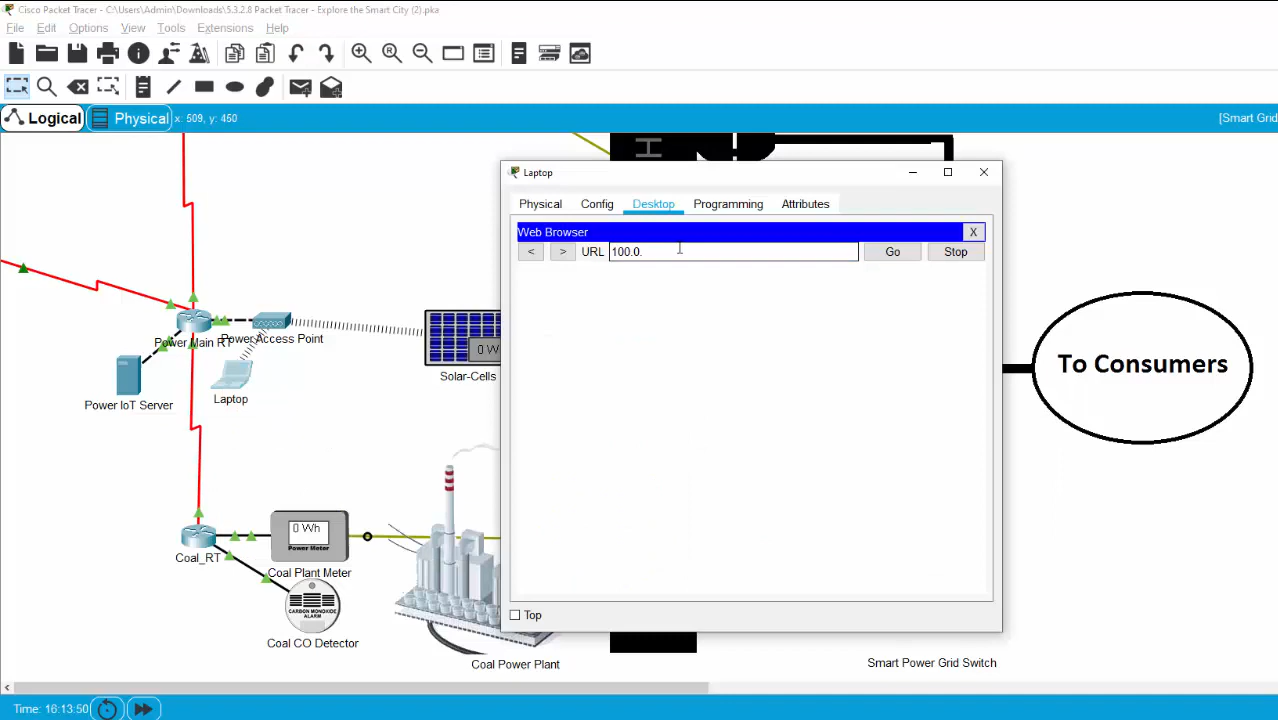 Cisco Packet Tracer - C:\Users\Admin\Downloads\5.3.2.8 Packet Tracer - Explore the Smart City (2).pka
File Edit Options View Tools Extensions Help
Logical Physical x: 509, y: 450 [Smart Grid
Laptop
Physical Config Desktop Programming Attributes
Web Browser X
< > URL 100.0. Go Stop
Power Main RT
Power Access Point
0 W
Solar-Cells
Power IoT Server
Laptop
To Consumers
0 Wh
Power Meter
Coal_RT
Coal Plant Meter
CARBON MONOXIDE
ALARM
Coal CO Detector
Top
Coal Power Plant
Smart Power Grid Switch
Time: 16:13:50